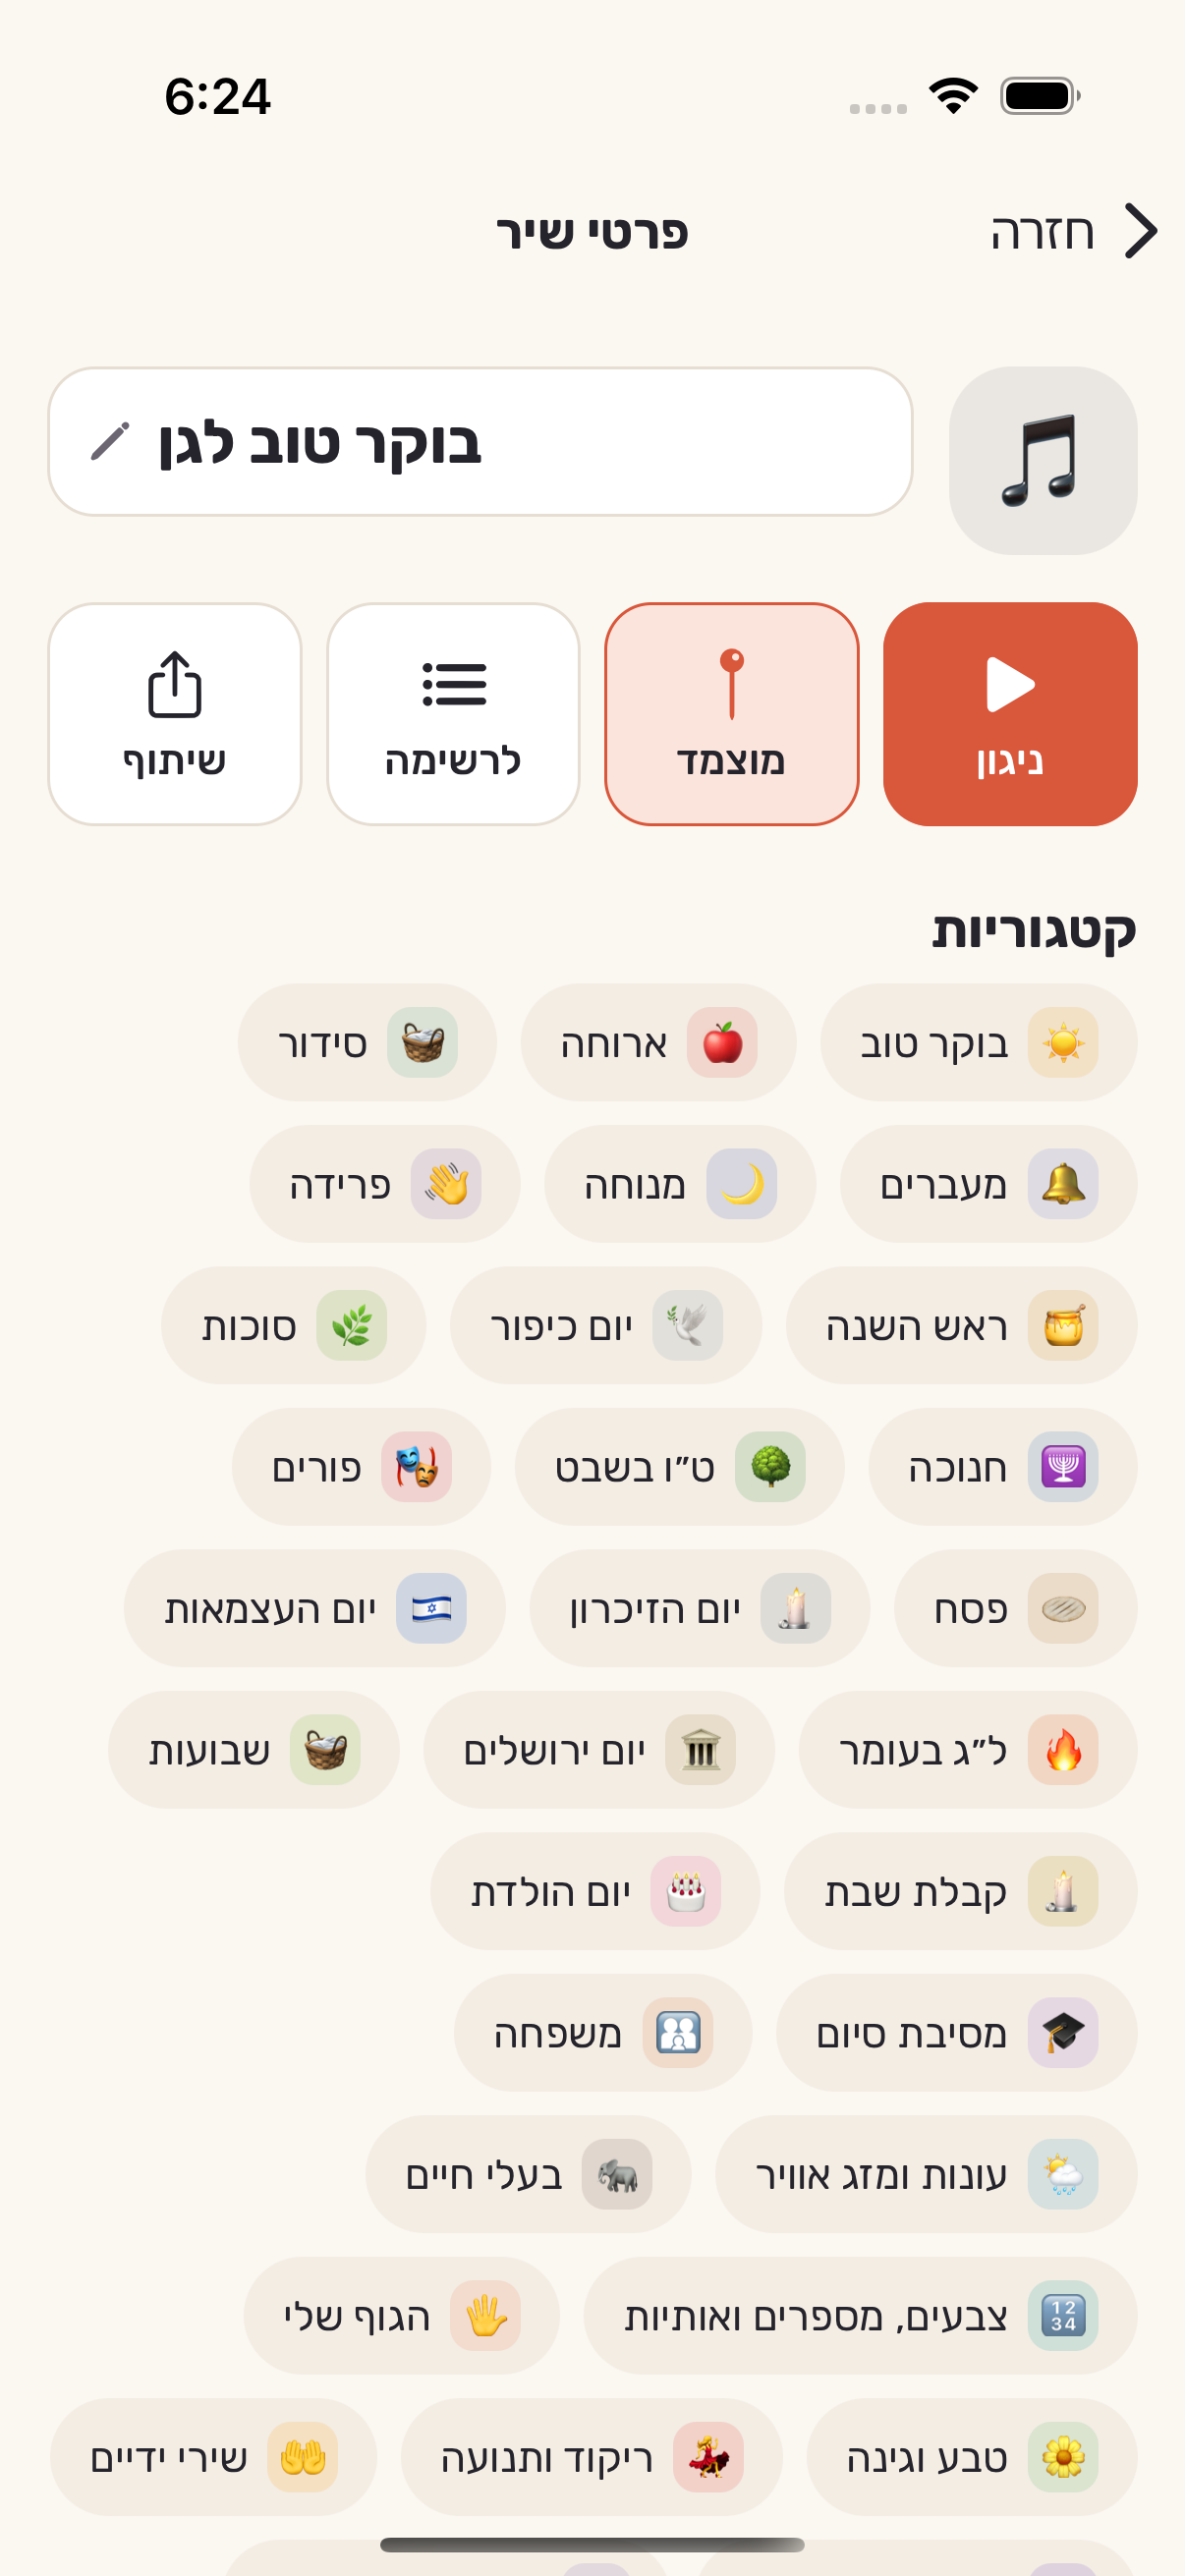 6:24
חזרה
פרטי שיר
בוקר טוב לגן
ניגון
מוצמד
לרשימה
שיתוף
קטגוריות
בוקר טוב
ארוחה
סידור
מעברים
מנוחה
פרידה
ראש השנה
יום כיפור
סוכות
חנוכה
ט״ו בשבט
פורים
פסח
יום הזיכרון
יום העצמאות
ל״ג בעומר
יום ירושלים
שבועות
קבלת שבת
יום הולדת
מסיבת סיום
משפחה
עונות ומזג אוויר
בעלי חיים
צבעים, מספרים ואותיות
הגוף שלי
טבע וגינה
ריקוד ותנועה
שירי ידיים